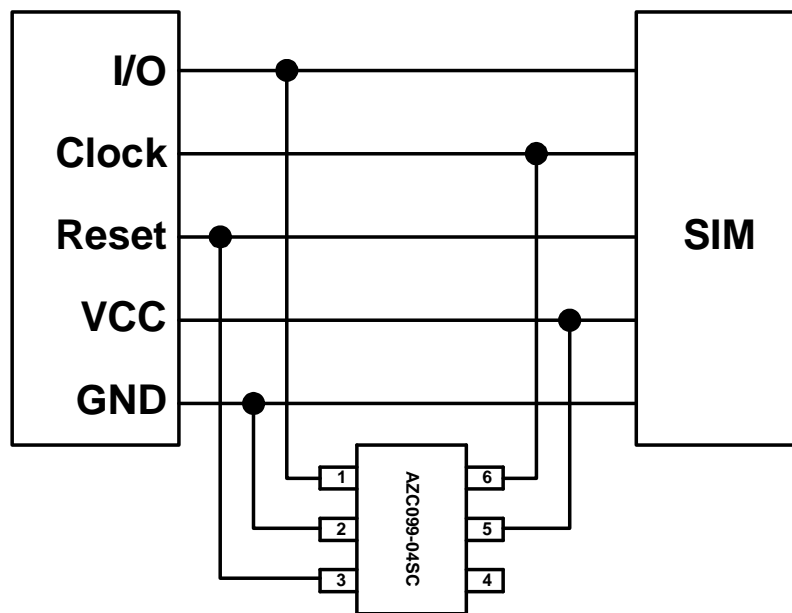 I/O
Clock
Reset
VCC
GND
SIM
1
2
3
AZC099-04SC
6
5
4